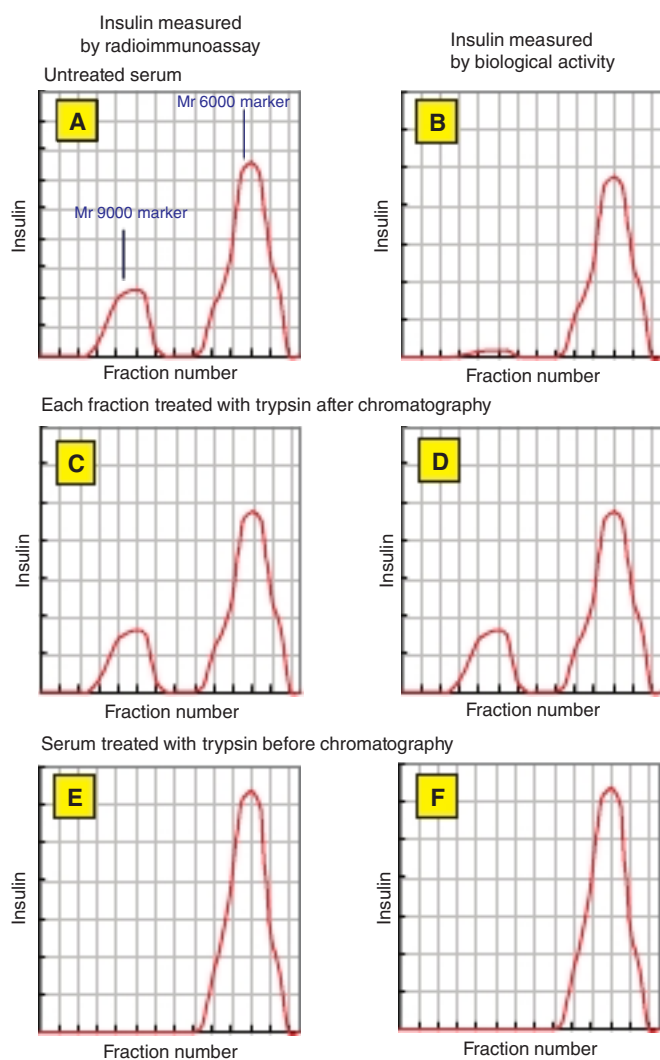 Insulin measured
by radioimmunoassay
Insulin measured
by biological activity
Untreated serum
A
Mr 6000 marker
Mr 9000 marker
Insulin
Fraction number
B
Insulin
Fraction number
Each fraction treated with trypsin after chromatography
C
Insulin
Fraction number
D
Insulin
Fraction number
Serum treated with trypsin before chromatography
E
Insulin
Fraction number
F
Insulin
Fraction number